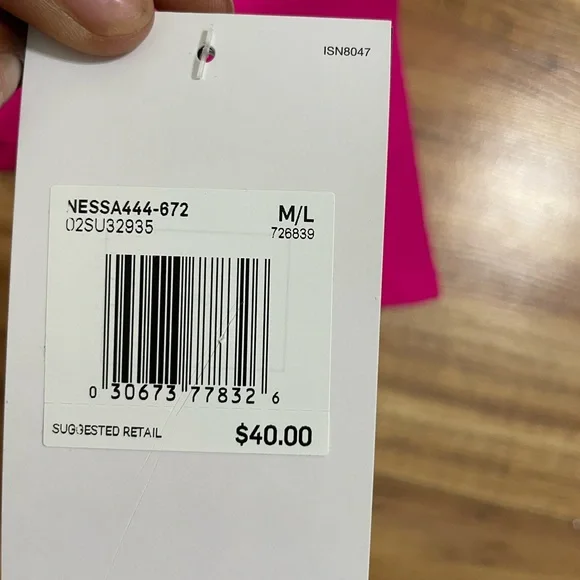 ISN8047
NESSA444-672
02SU32935
M/L
726839
0 30673 77832 6
SUGGESTED RETAIL $40.00